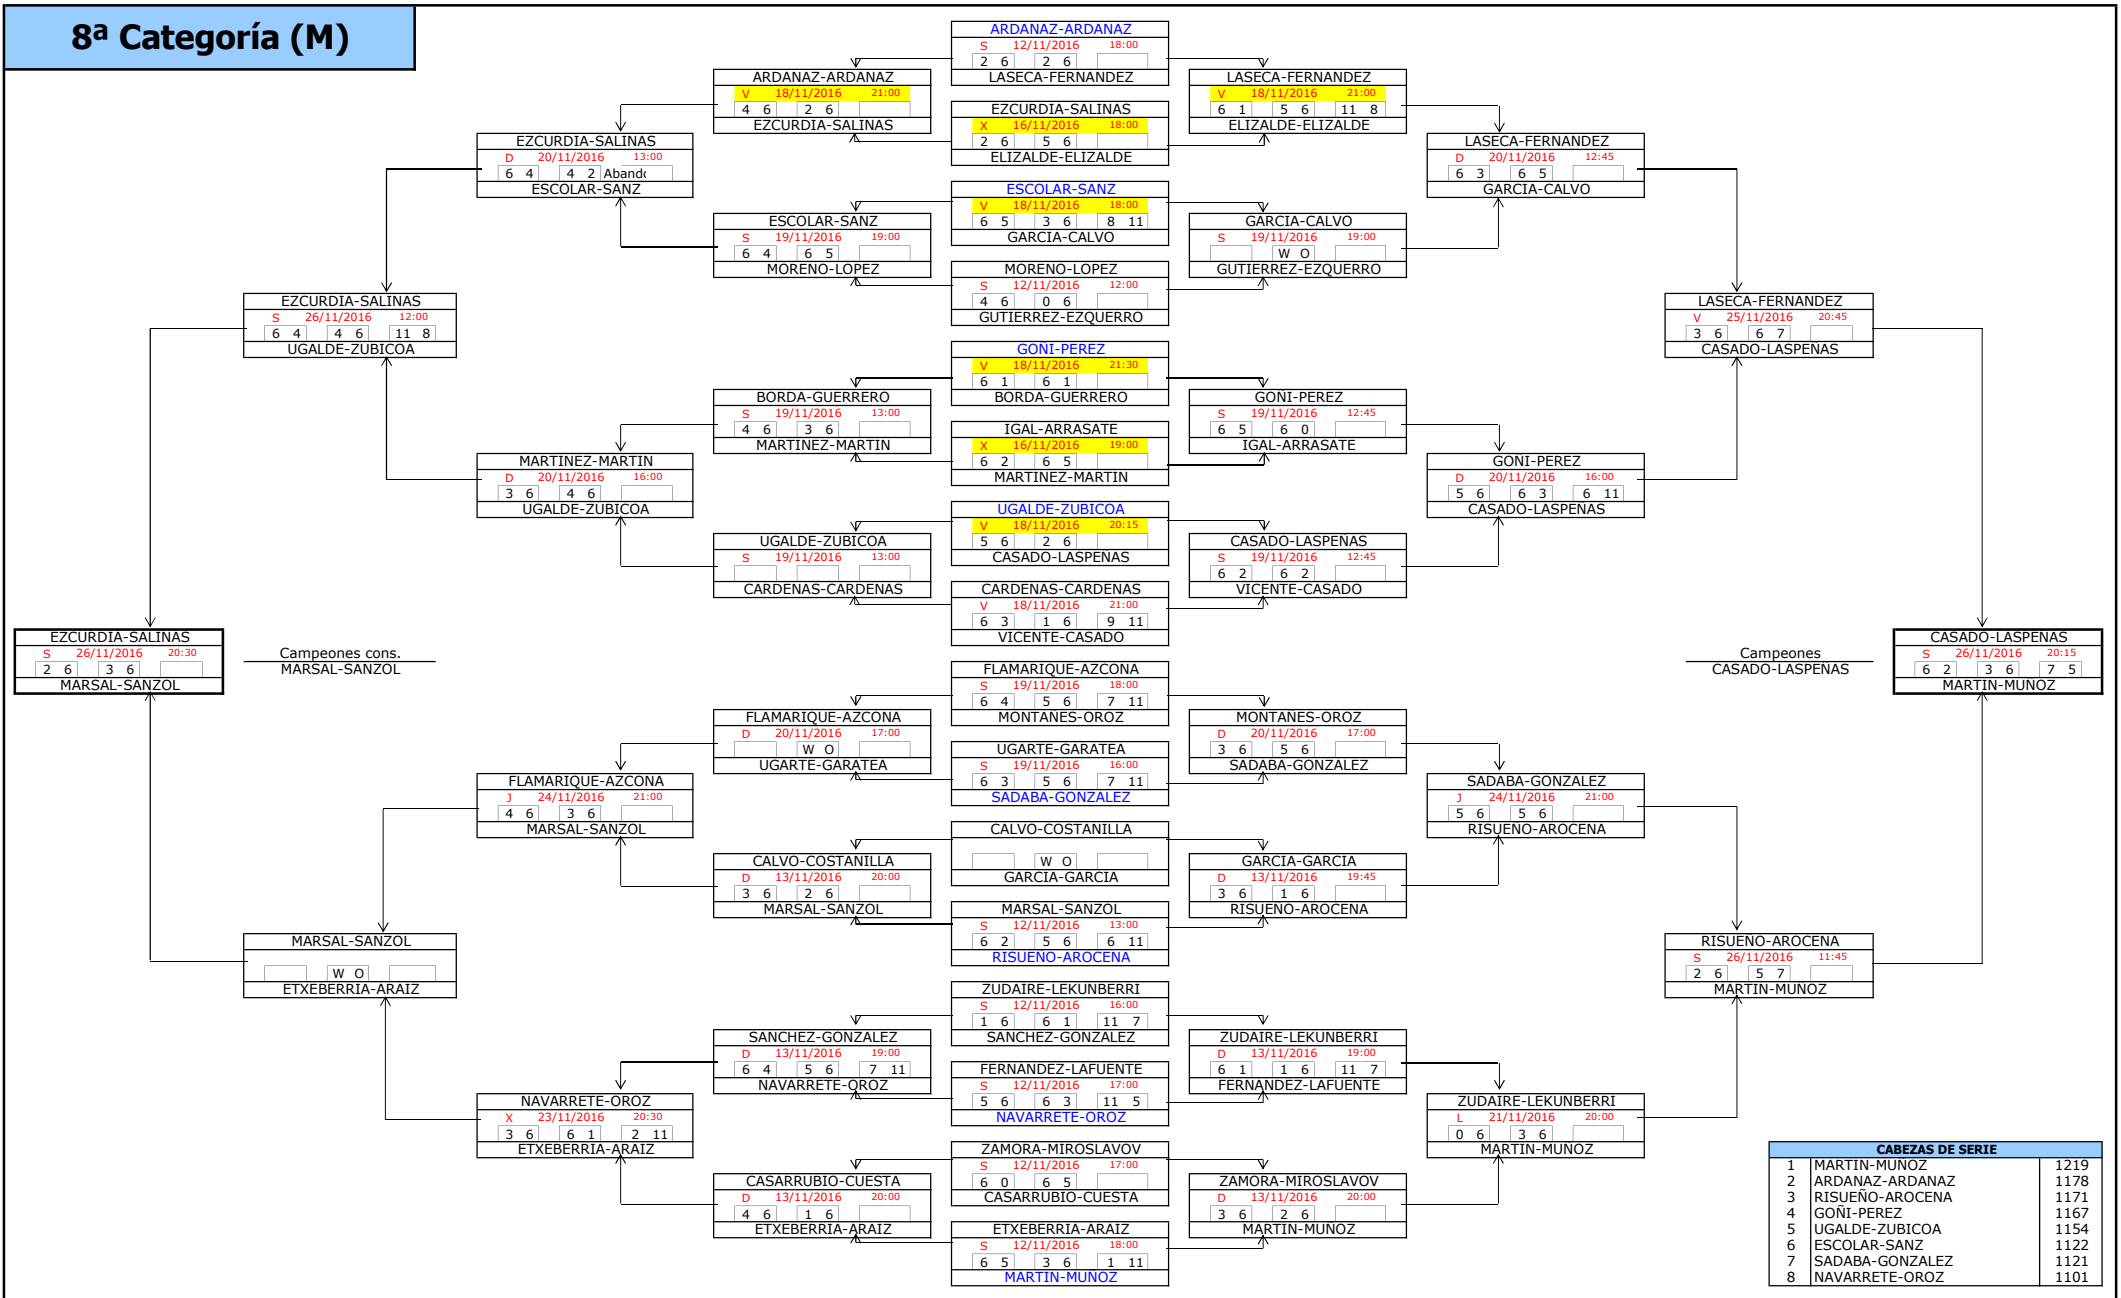 8ª Categoría (M)
ARDANAZ-ARDANAZ
S 12/11/2016 18:00
2 6 2 6
LASECA-FERNANDEZ
EZCURDIA-SALINAS
X 16/11/2016 18:00
2 6 5 6
ELIZALDE-ELIZALDE
ESCOLAR-SANZ
V 18/11/2016 18:00
6 5 3 6 8 11
GARCIA-CALVO
MORENO-LOPEZ
S 12/11/2016 12:00
4 6 0 6
GUTIERREZ-EZQUERRO
GOÑI-PEREZ
V 18/11/2016 21:30
6 1 6 1
BORDA-GUERRERO
IGAL-ARRASATE
X 16/11/2016 19:00
6 2 6 5
MARTINEZ-MARTIN
UGALDE-ZUBICOA
V 18/11/2016 20:15
5 6 2 6
CASADO-LASPEÑAS
CARDENAS-CARDENAS
V 18/11/2016 21:00
6 3 1 6 9 11
VICENTE-CASADO
FLAMARIQUE-AZCONA
S 19/11/2016 18:00
6 4 5 6 7 11
MONTAÑES-OROZ
UGARTE-GARATEA
S 19/11/2016 16:00
6 3 5 6 7 11
SADABA-GONZALEZ
CALVO-COSTANILLA
W O
GARCIA-GARCIA
MARSAL-SANZOL
S 12/11/2016 13:00
6 2 5 6 6 11
RISUEÑO-AROCENA
ZUDAIRE-LEKUNBERRI
S 12/11/2016 16:00
1 6 6 1 11 7
SANCHEZ-GONZALEZ
FERNANDEZ-LAFUENTE
S 12/11/2016 17:00
5 6 6 3 11 5
NAVARRETE-OROZ
ZAMORA-MIROSLAVOV
S 12/11/2016 17:00
6 0 6 5
CASARRUBIO-CUESTA
ETXEBERRIA-ARAIZ
S 12/11/2016 18:00
6 5 3 6 1 11
MARTIN-MUÑOZ
ARDANAZ-ARDANAZ
V 18/11/2016 21:00
4 6 2 6
EZCURDIA-SALINAS
ESCOLAR-SANZ
S 19/11/2016 19:00
6 4 6 5
MORENO-LOPEZ
BORDA-GUERRERO
S 19/11/2016 13:00
4 6 3 6
MARTINEZ-MARTIN
UGALDE-ZUBICOA
S 19/11/2016 13:00
CARDENAS-CARDENAS
FLAMARIQUE-AZCONA
D 20/11/2016 17:00
W O
UGARTE-GARATEA
CALVO-COSTANILLA
D 13/11/2016 20:00
3 6 2 6
MARSAL-SANZOL
SANCHEZ-GONZALEZ
D 13/11/2016 19:00
6 4 5 6 7 11
NAVARRETE-OROZ
CASARRUBIO-CUESTA
D 13/11/2016 20:00
4 6 1 6
ETXEBERRIA-ARAIZ
EZCURDIA-SALINAS
D 20/11/2016 13:00
6 4 4 2 Abando
ESCOLAR-SANZ
MARTINEZ-MARTIN
D 20/11/2016 16:00
3 6 4 6
UGALDE-ZUBICOA
FLAMARIQUE-AZCONA
J 24/11/2016 21:00
4 6 3 6
MARSAL-SANZOL
NAVARRETE-OROZ
X 23/11/2016 20:30
3 6 6 1 2 11
ETXEBERRIA-ARAIZ
EZCURDIA-SALINAS
S 26/11/2016 12:00
6 4 4 6 11 8
UGALDE-ZUBICOA
MARSAL-SANZOL
W O
ETXEBERRIA-ARAIZ
EZCURDIA-SALINAS
S 26/11/2016 20:30
2 6 3 6
MARSAL-SANZOL
Campeones cons.
MARSAL-SANZOL
LASECA-FERNANDEZ
V 18/11/2016 21:00
6 1 5 6 11 8
ELIZALDE-ELIZALDE
GARCIA-CALVO
S 19/11/2016 19:00
W O
GUTIERREZ-EZQUERRO
GOÑI-PEREZ
S 19/11/2016 12:45
6 5 6 0
IGAL-ARRASATE
CASADO-LASPEÑAS
S 19/11/2016 12:45
6 2 6 2
VICENTE-CASADO
MONTAÑES-OROZ
D 20/11/2016 17:00
3 6 5 6
SADABA-GONZALEZ
GARCIA-GARCIA
D 13/11/2016 19:45
3 6 1 6
RISUEÑO-AROCENA
ZUDAIRE-LEKUNBERRI
D 13/11/2016 19:00
6 1 1 6 11 7
FERNANDEZ-LAFUENTE
ZAMORA-MIROSLAVOV
D 13/11/2016 20:00
3 6 2 6
MARTIN-MUÑOZ
LASECA-FERNANDEZ
D 20/11/2016 12:45
6 3 6 5
GARCIA-CALVO
GOÑI-PEREZ
D 20/11/2016 16:00
5 6 6 3 6 11
CASADO-LASPEÑAS
SADABA-GONZALEZ
J 24/11/2016 21:00
5 6 5 6
RISUEÑO-AROCENA
ZUDAIRE-LEKUNBERRI
L 21/11/2016 20:00
0 6 3 6
MARTIN-MUÑOZ
LASECA-FERNANDEZ
V 25/11/2016 20:45
3 6 6 7
CASADO-LASPEÑAS
RISUEÑO-AROCENA
S 26/11/2016 11:45
2 6 5 7
MARTIN-MUÑOZ
Campeones
CASADO-LASPEÑAS
CASADO-LASPEÑAS
S 26/11/2016 20:15
6 2 3 6 7 5
MARTIN-MUÑOZ
CABEZAS DE SERIE
1 MARTIN-MUÑOZ 1219
2 ARDANAZ-ARDANAZ 1178
3 RISUEÑO-AROCENA 1171
4 GOÑI-PEREZ 1167
5 UGALDE-ZUBICOA 1154
6 ESCOLAR-SANZ 1122
7 SADABA-GONZALEZ 1121
8 NAVARRETE-OROZ 1101